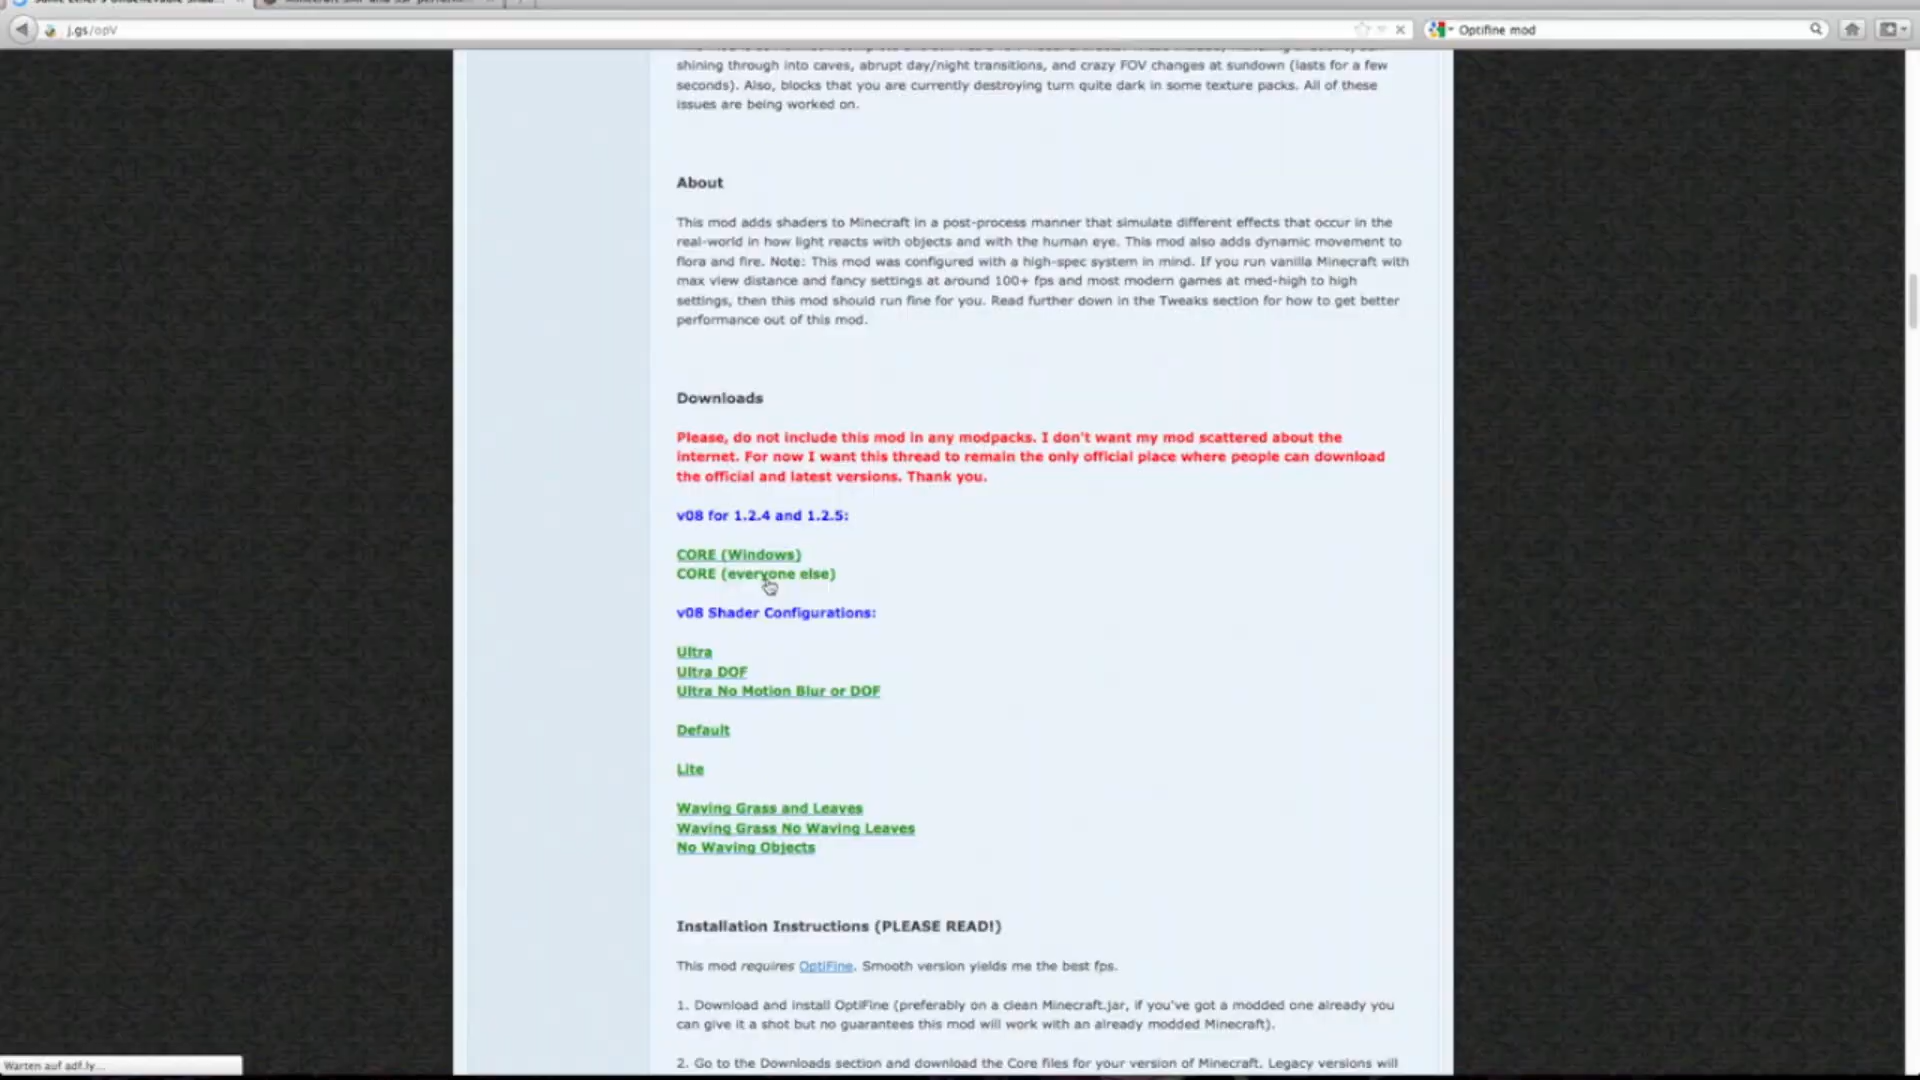 j.gs/opV
Optifine mod
shining through into caves, abrupt day/night transitions, and crazy FOV changes at sundown (lasts for a few
seconds). Also, blocks that you are currently destroying turn quite dark in some texture packs. All of these
issues are being worked on.
About
This mod adds shaders to Minecraft in a post-process manner that simulate different effects that occur in the
real-world in how light reacts with objects and with the human eye. This mod also adds dynamic movement to
flora and fire. Note: This mod was configured with a high-spec system in mind. If you run vanilla Minecraft with
max view distance and fancy settings at around 100+ fps and most modern games at med-high to high
settings, then this mod should run fine for you. Read further down in the Tweaks section for how to get better
performance out of this mod.
Downloads
Please, do not include this mod in any modpacks. I don't want my mod scattered about the
internet. For now I want this thread to remain the only official place where people can download
the official and latest versions. Thank you.
v08 for 1.2.4 and 1.2.5:
CORE (Windows)
CORE (everyone else)
v08 Shader Configurations:
Ultra
Ultra DOF
Ultra No Motion Blur or DOF
Default
Lite
Waving Grass and Leaves
Waving Grass No Waving Leaves
No Waving Objects
Installation Instructions (PLEASE READ!)
This mod requires OptiFine. Smooth version yields me the best fps.
1. Download and install OptiFine (preferably on a clean Minecraft.jar, if you've got a modded one already you
can give it a shot but no guarantees this mod will work with an already modded Minecraft).
2. Go to the Downloads section and download the Core files for your version of Minecraft. Legacy versions will
Warten auf adf.ly...